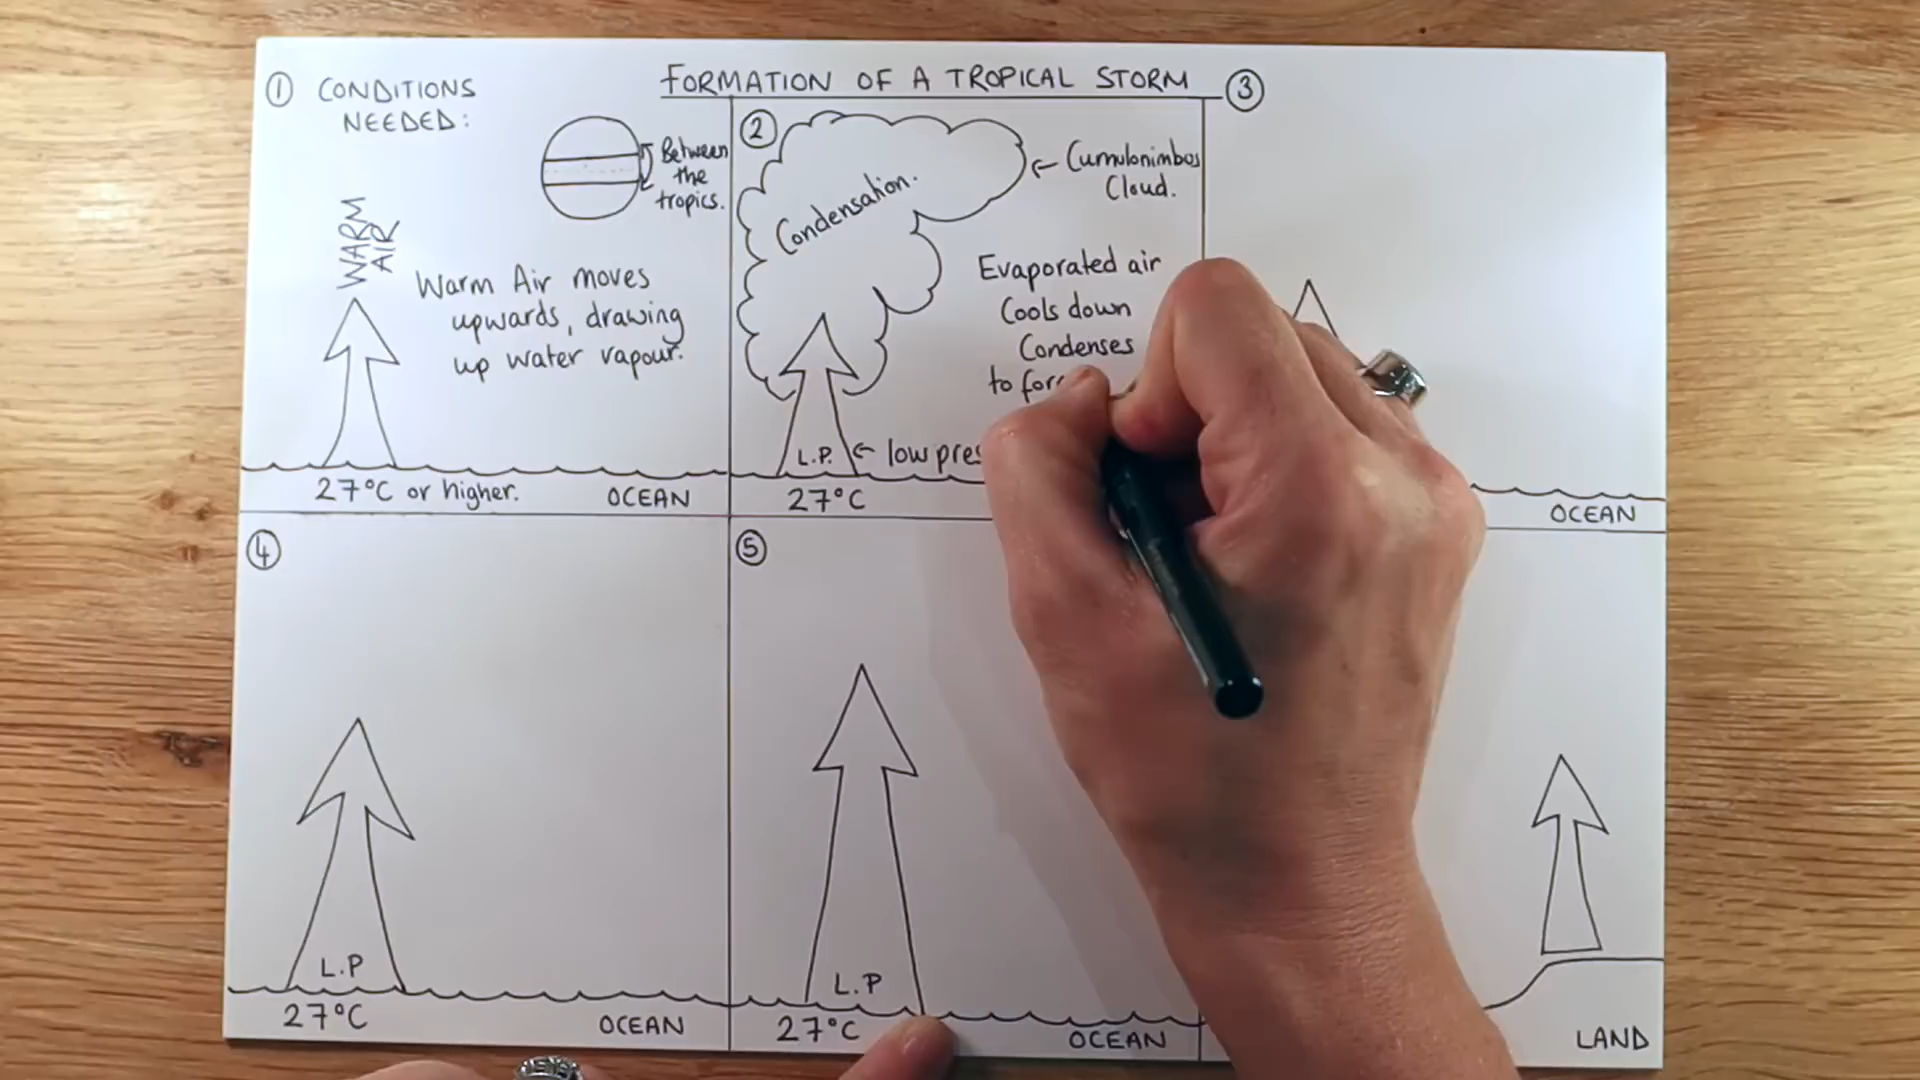 FORMATION OF A TROPICAL STORM
① CONDITIONS
NEEDED:
Between
the
tropics.
WARM
AIR
Warm Air moves
upwards, drawing
up water vapour.
27°C or higher.
OCEAN
②
Condensation.
← Cumulonimbos
Cloud.
Evaporated air
Cools down
Condenses
to
L.P. ← low
27°C
③
OCEAN
④
L.P
27°C
OCEAN
⑤
L.P
27°C
OCEAN
LAND